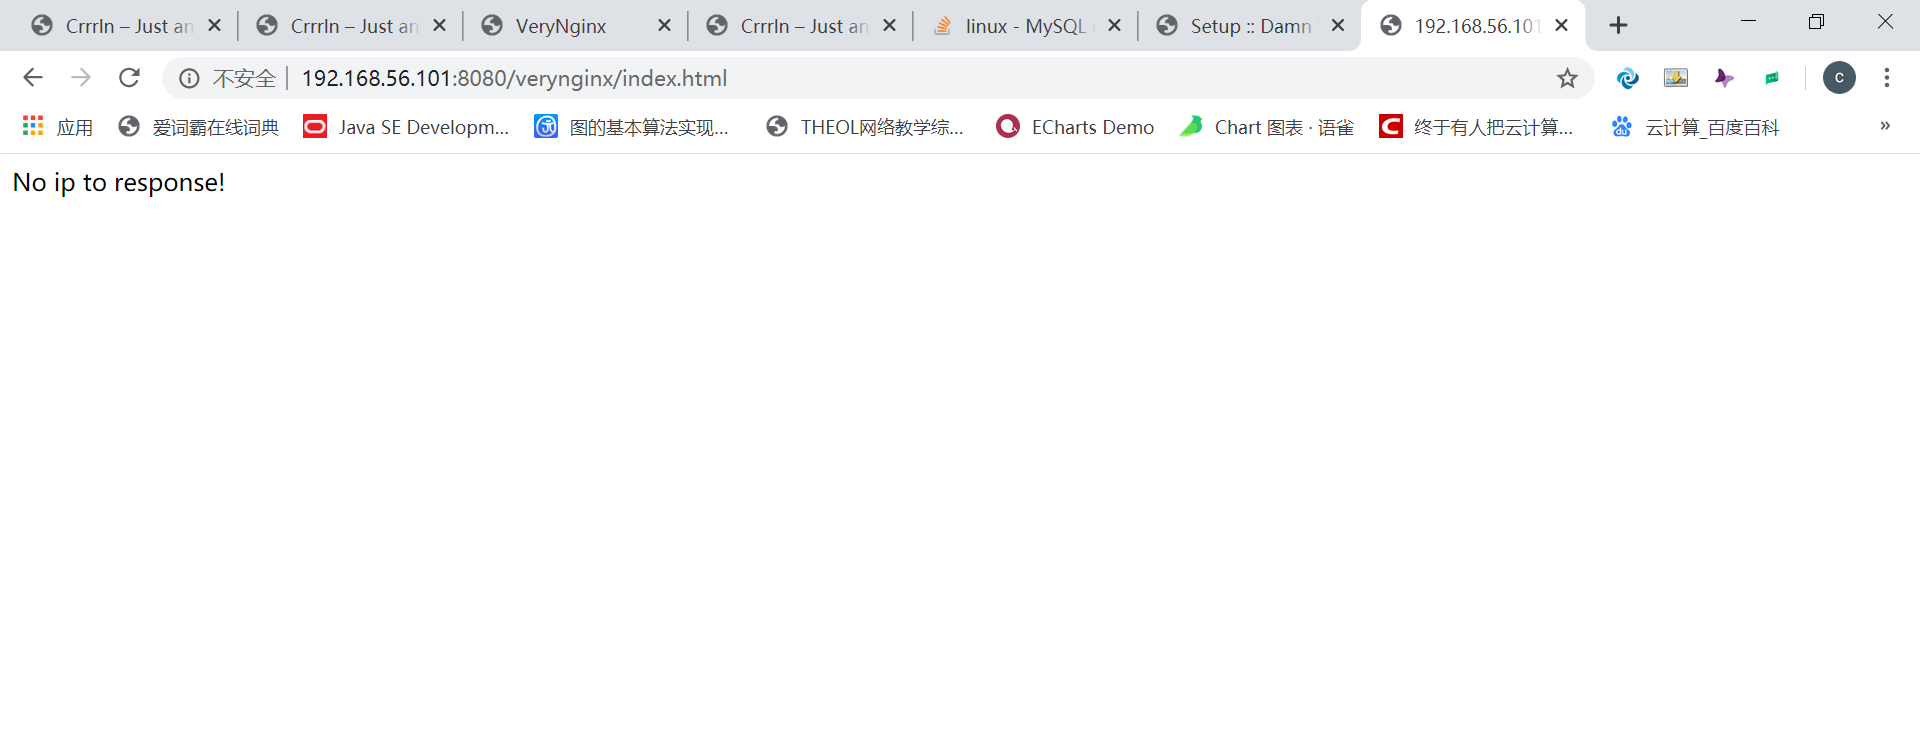 CrrrIn – Just an
CrrrIn – Just an
VeryNginx
CrrrIn – Just an
linux - MySQL
Setup :: Damn
192.168.56.101
不安全 192.168.56.101:8080/verynginx/index.html
C
应用 爱词霸在线词典 Java SE Developm... 图的基本算法实现... THEOL网络教学综... ECharts Demo Chart 图表 · 语雀 终于有人把云计算... 云计算_百度百科 »
No ip to response!